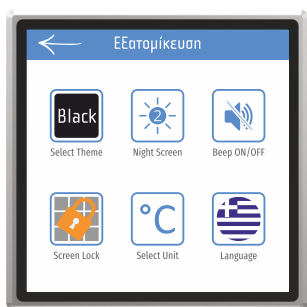 ΕΕατομίκευση
Black
2
Select Theme
Night Screen
Beep ON/OFF
°C
Screen Lock
Select Unit
Language